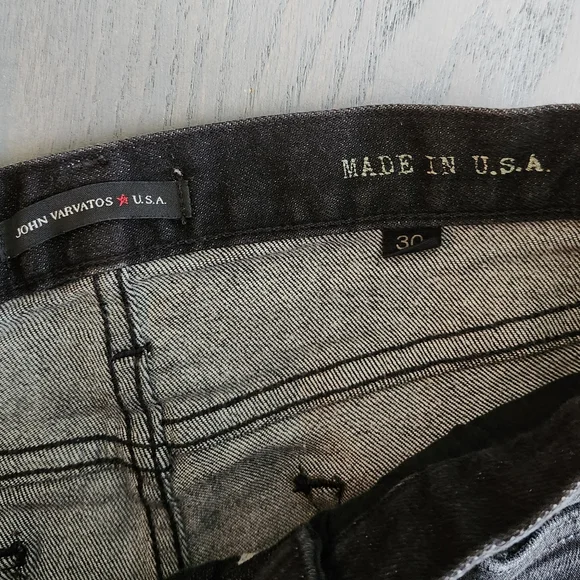 MADE IN U.S.A.
JOHN VARVATOS ★ U.S.A.
30